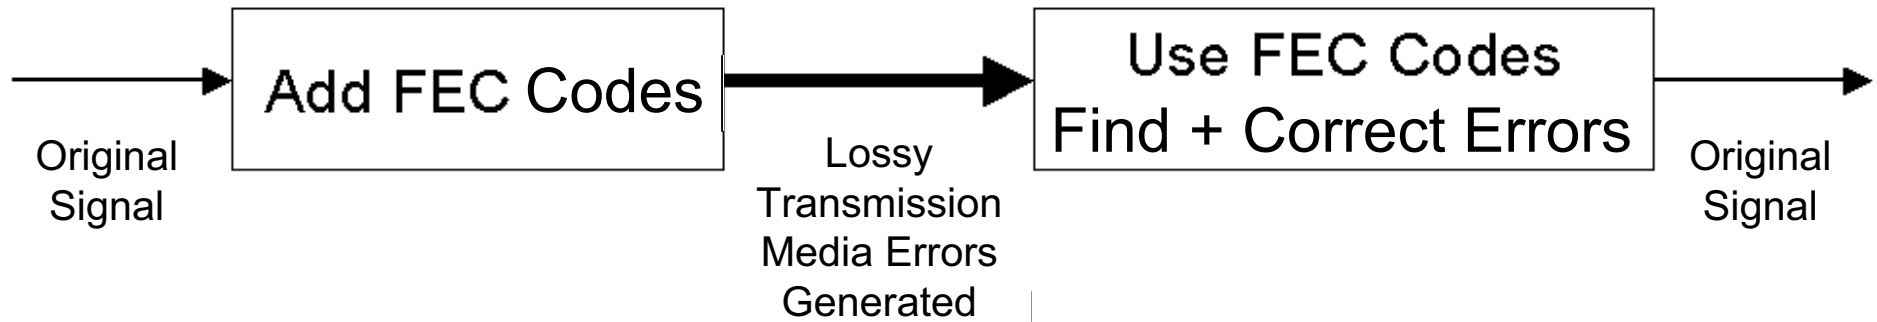 Original
Signal
Add FEC Codes
Lossy
Transmission
Media Errors
Generated
Use FEC Codes
Find + Correct Errors
Original
Signal